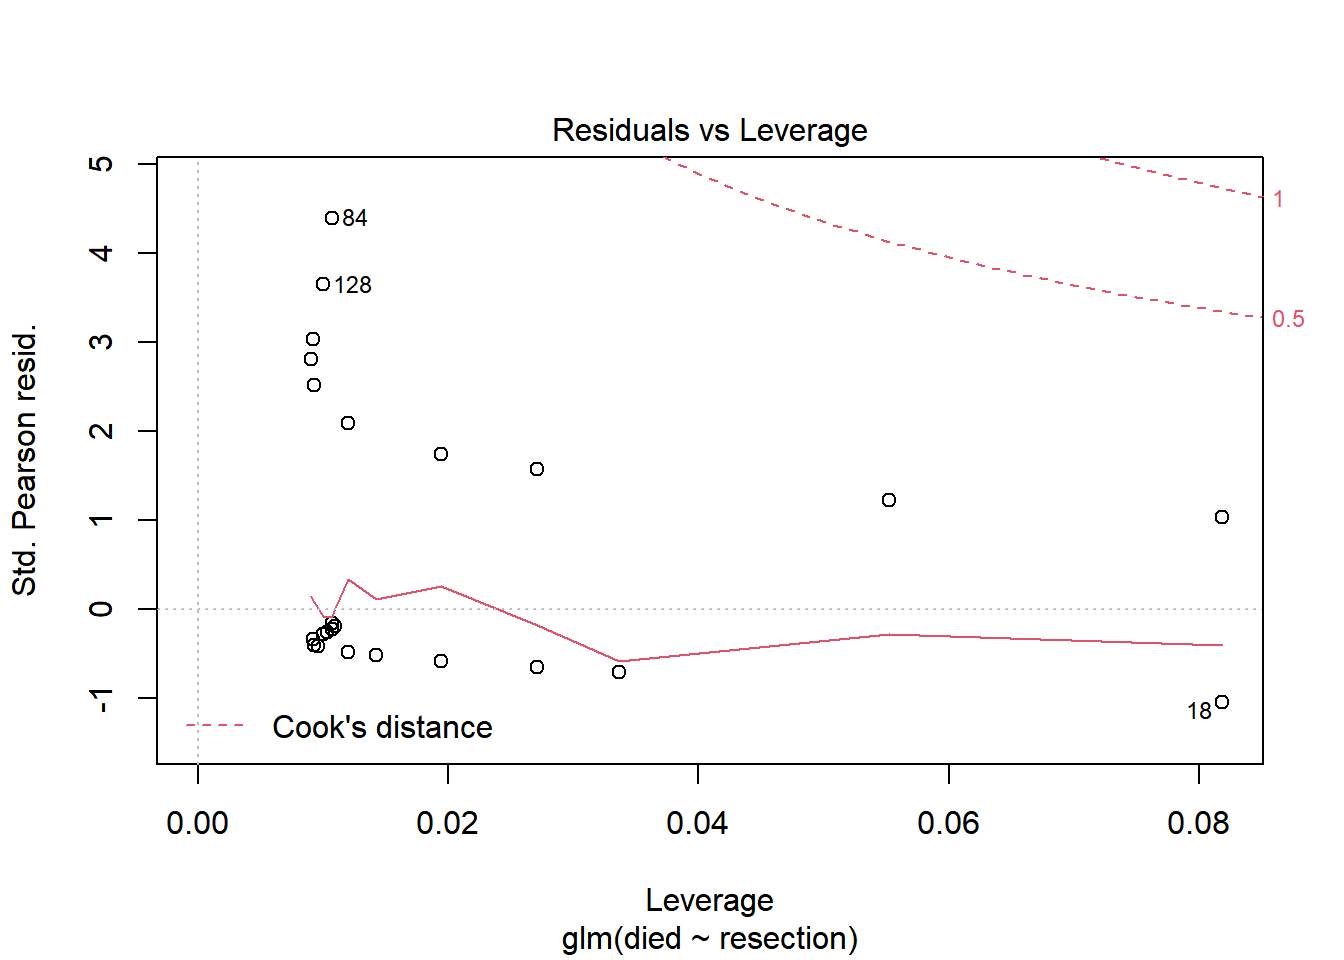 Residuals vs Leverage
Std. Pearson resid.
5
4
3
2
1
0
-1
84
128
18
1
0.5
Cook's distance
0.00 0.02 0.04 0.06 0.08
Leverage
glm(died ~ resection)